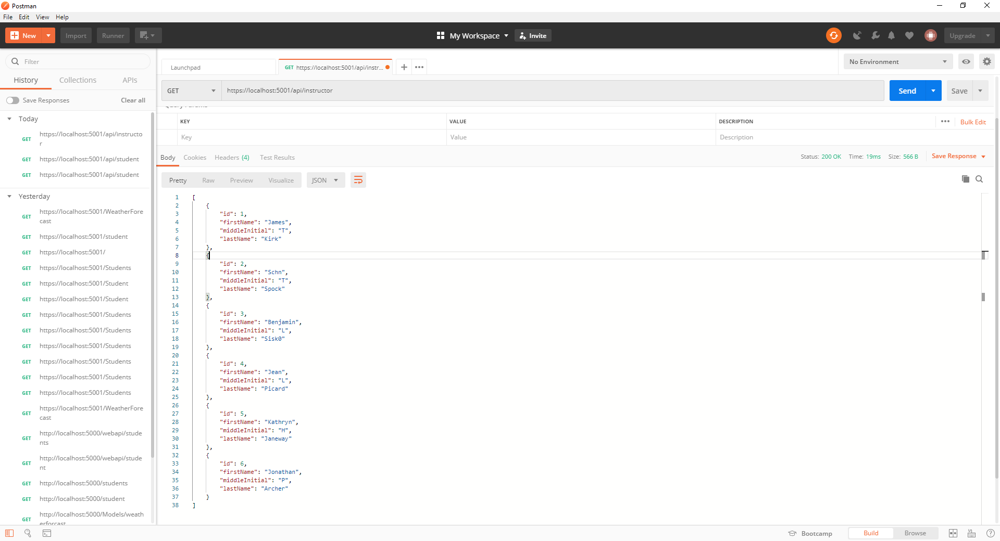 Postman
File Edit View Help
New Import Runner My Workspace Invite Upgrade
Filter
History Collections APIs
Save Responses Clear all
Today
GET https://localhost:5001/api/instructo
r
GET https://localhost:5001/api/student
GET https://localhost:5001/api/student
Yesterday
GET https://localhost:5001/WeatherFore
cast
GET https://localhost:5001/student
GET https://localhost:5001/
GET https://localhost:5001/Students
GET https://localhost:5001/Student
GET https://localhost:5001/Student
GET https://localhost:5001/Students
GET https://localhost:5001/Students
GET https://localhost:5001/Students
GET https://localhost:5001/Students
GET https://localhost:5001/Students
GET https://localhost:5001/Students
GET https://localhost:5001/WeatherFore
cast
GET http://localhost:5000/webapi/stude
nts
GET http://localhost:5000/webapi/stude
nt
GET http://localhost:5000/students
GET http://localhost:5000/student
GET http://localhost:5000/Models/weath
erforcast
Launchpad
GET https://localhost:5001/api/instr...
No Environment
GET https://localhost:5001/api/instructor Send Save
Query Params
KEY VALUE DESCRIPTION Bulk Edit
Key Value Description
Body Cookies Headers (4) Test Results Status: 200 OK Time: 19ms Size: 566 B Save Response
Pretty Raw Preview Visualize JSON
1 [
2 {
3 "id": 1,
4 "firstName": "James",
5 "middleInitial": "T",
6 "lastName": "Kirk"
7 },
8 {
9 "id": 2,
10 "firstName": "Schn",
11 "middleInitial": "T",
12 "lastName": "Spock"
13 },
14 {
15 "id": 3,
16 "firstName": "Benjamin",
17 "middleInitial": "L",
18 "lastName": "Sisk0"
19 },
20 {
21 "id": 4,
22 "firstName": "Jean",
23 "middleInitial": "L",
24 "lastName": "Picard"
25 },
26 {
27 "id": 5,
28 "firstName": "Kathryn",
29 "middleInitial": "H",
30 "lastName": "Janeway"
31 },
32 {
33 "id": 6,
34 "firstName": "Jonathan",
35 "middleInitial": "P",
36 "lastName": "Archer"
37 }
38 ]
Bootcamp Build Browse